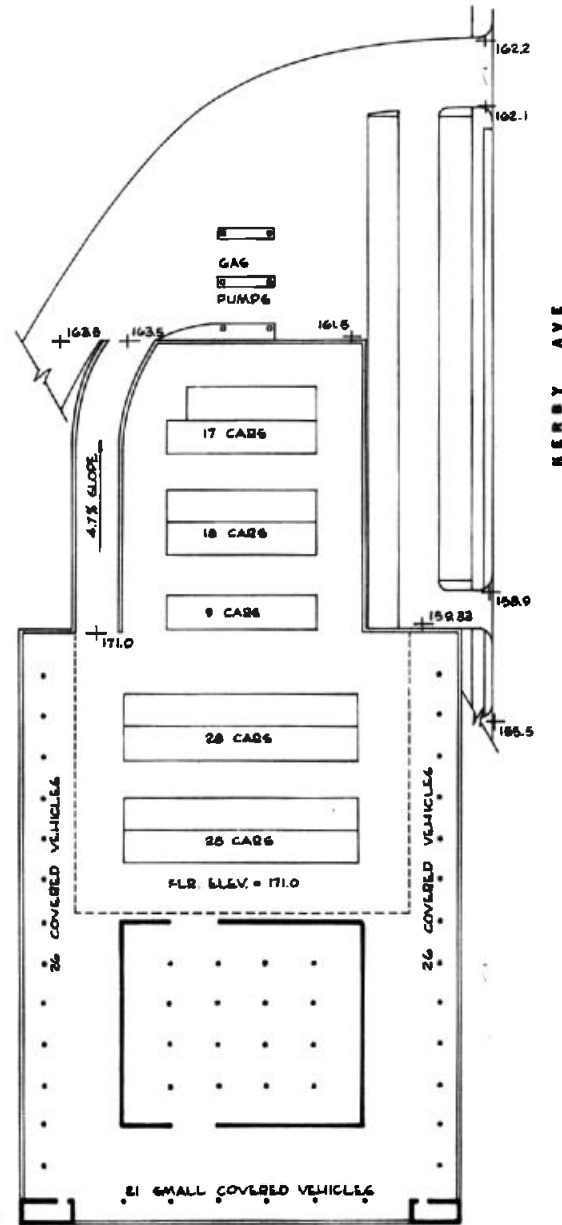 162.2
162.1
GAS
PUMPS
163.8
163.5
161.5
KERBY AVE
17 CARS
4.7% SLOPE
18 CARS
9 CARS
158.9
159.33
171.0
28 CARS
28 CARS
FLR. ELEV. = 171.0
26 COVERED VEHICLES
26 COVERED VEHICLES
21 SMALL COVERED VEHICLES